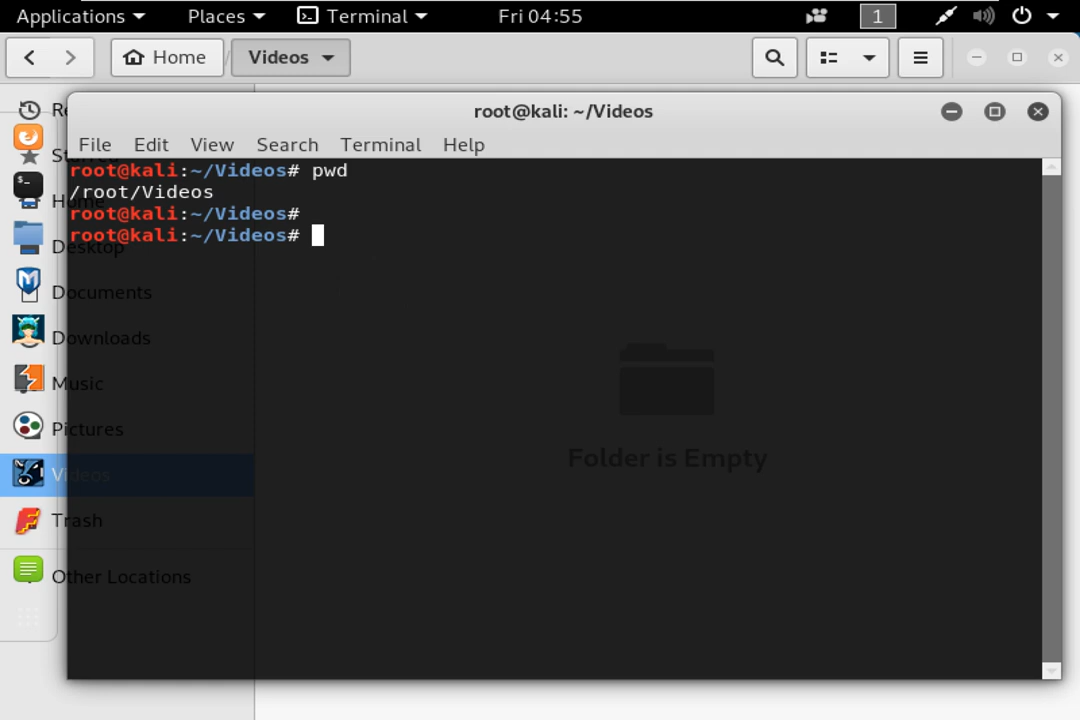 Applications Places Terminal Fri 04:55 1
Home / Videos
root@kali: ~/Videos
File Edit View Search Terminal Help
root@kali:~/Videos# pwd
/root/Videos
root@kali:~/Videos#
root@kali:~/Videos#
Home
Desktop
Documents
Downloads
Music
Pictures
Videos
Trash
Other Locations
Folder is Empty